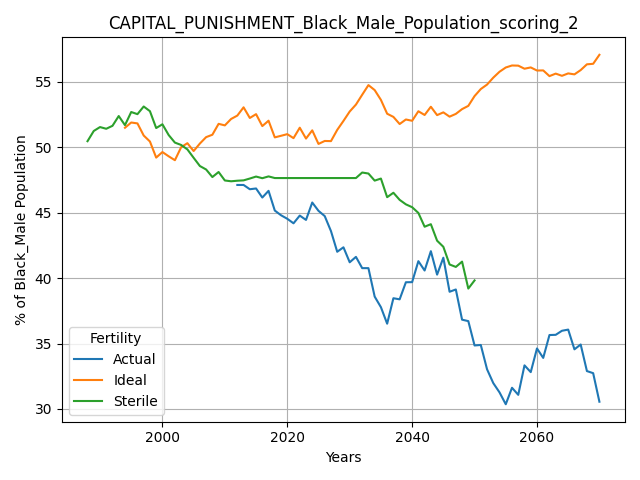 CAPITAL_PUNISHMENT_Black_Male_Population_scoring_2
% of Black_Male Population
55
50
45
40
35
30
Fertility
Actual
Ideal
Sterile
2000
2020
2040
2060
Years